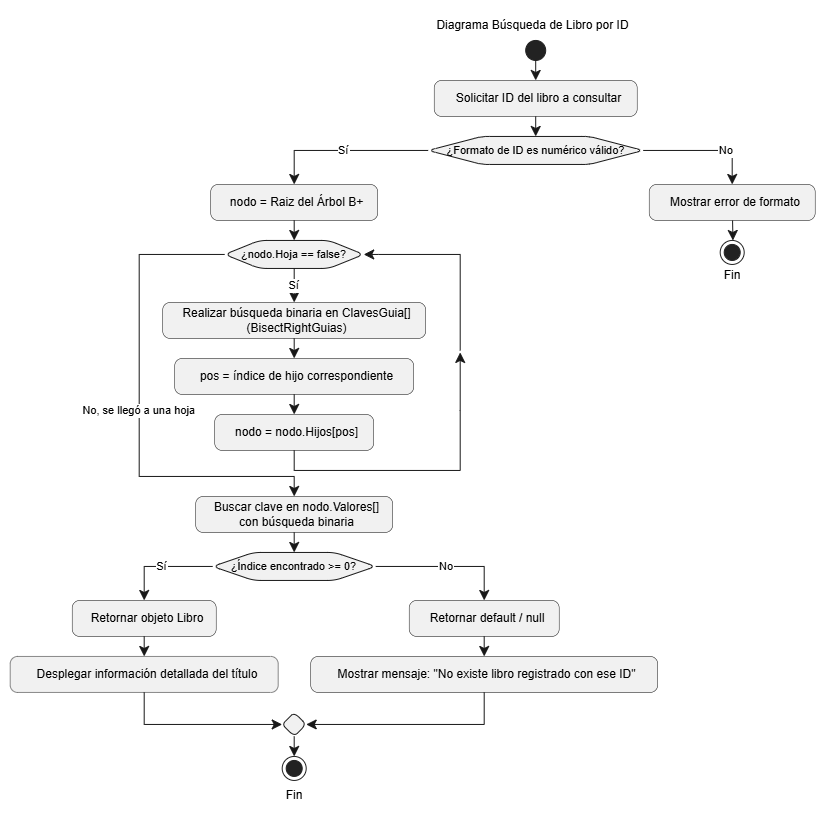 Diagrama Búsqueda de Libro por ID
Solicitar ID del libro a consultar
¿Formato de ID es numérico válido?
Sí
No
nodo = Raiz del Árbol B+
Mostrar error de formato
Fin
¿nodo.Hoja == false?
Sí
Realizar búsqueda binaria en ClavesGuia[]
(BisectRightGuias)
pos = índice de hijo correspondiente
No, se llegó a una hoja
nodo = nodo.Hijos[pos]
Buscar clave en nodo.Valores[]
con búsqueda binaria
¿Índice encontrado >= 0?
Sí
No
Retornar objeto Libro
Retornar default / null
Desplegar información detallada del título
Mostrar mensaje: "No existe libro registrado con ese ID"
Fin